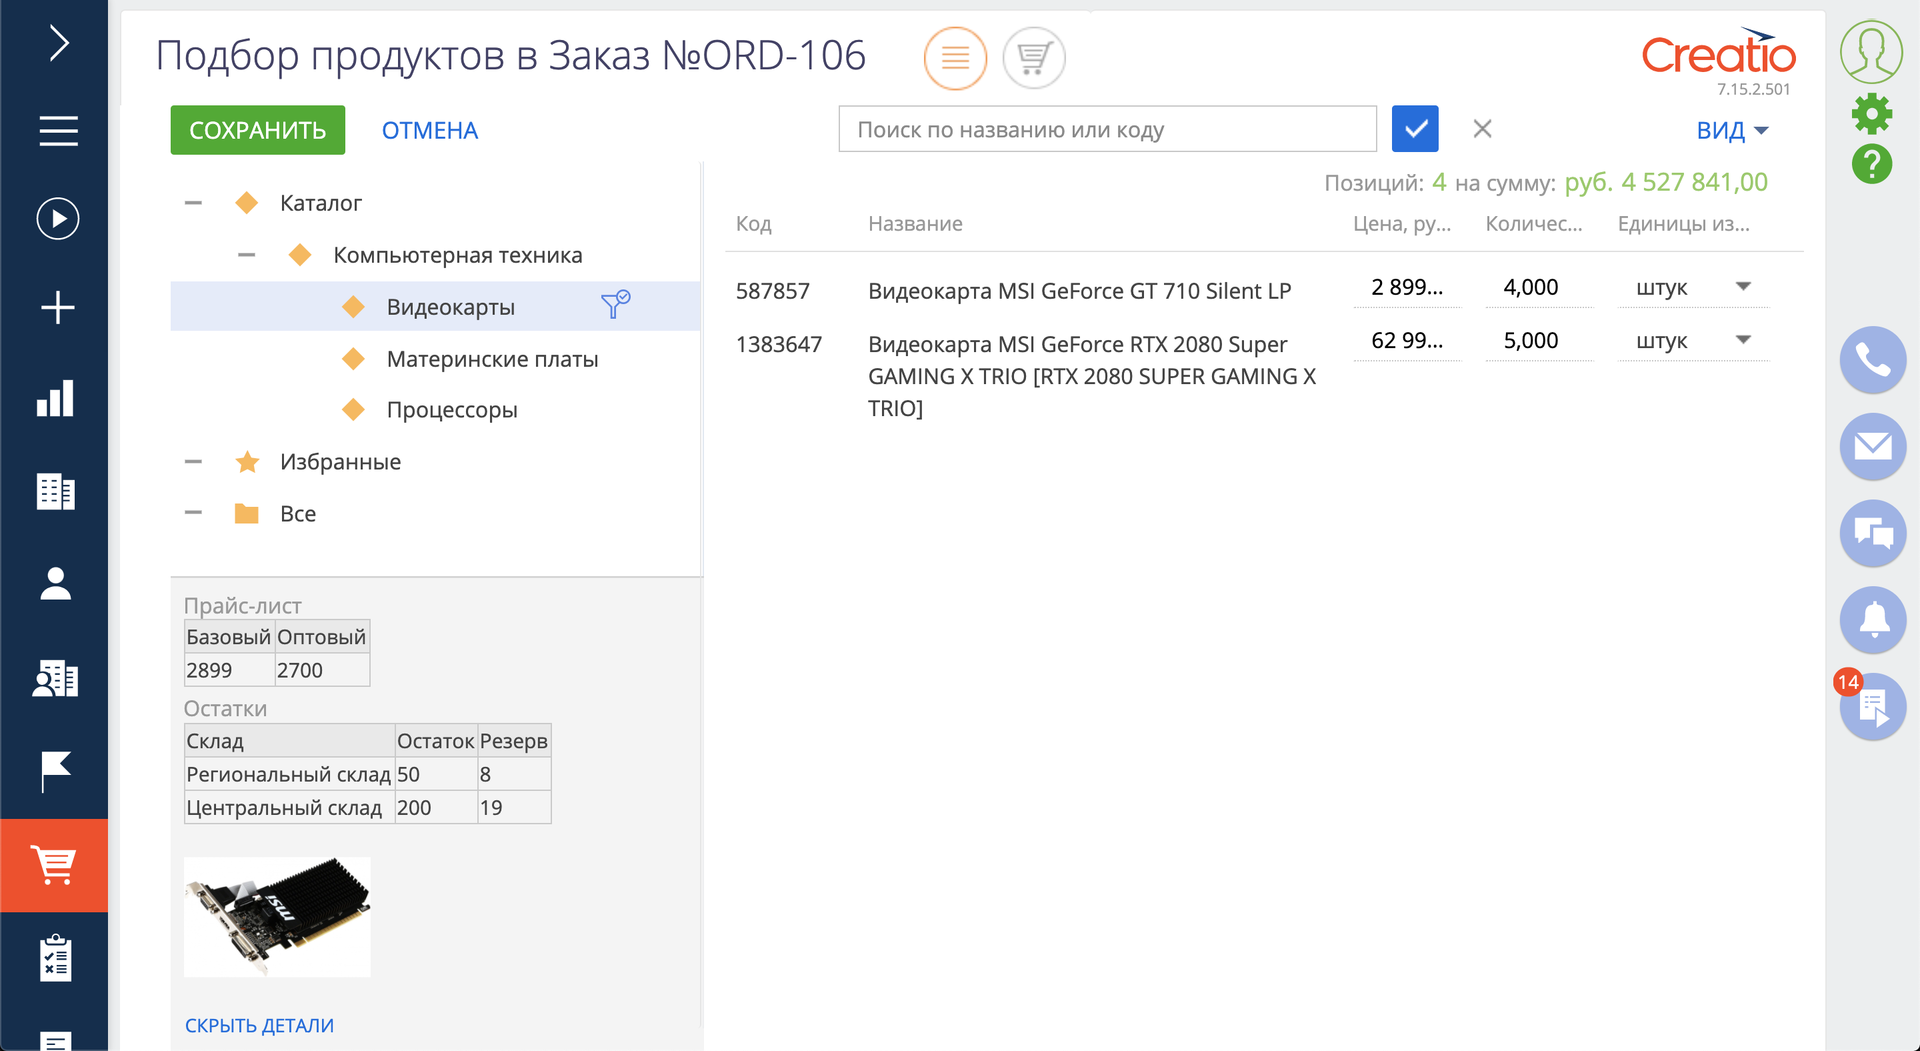 Подбор продуктов в Заказ №ORD-106
Creatio
7.15.2.501
СОХРАНИТЬ
ОТМЕНА
Поиск по названию или коду
ВИД
Позиций: 4 на сумму: руб. 4 527 841,00
Каталог
Компьютерная техника
Видеокарты
Материнские платы
Процессоры
Избранные
Все
Код Название Цена, ру... Количес... Единицы из...
587857 Видеокарта MSI GeForce GT 710 Silent LP 2 899... 4,000 штук
1383647 Видеокарта MSI GeForce RTX 2080 Super 62 99... 5,000 штук
GAMING X TRIO [RTX 2080 SUPER GAMING X
TRIO]
Прайс-лист
Базовый Оптовый
2899 2700
Остатки
Склад Остаток Резерв
Региональный склад 50 8
Центральный склад 200 19
msi
СКРЫТЬ ДЕТАЛИ
14